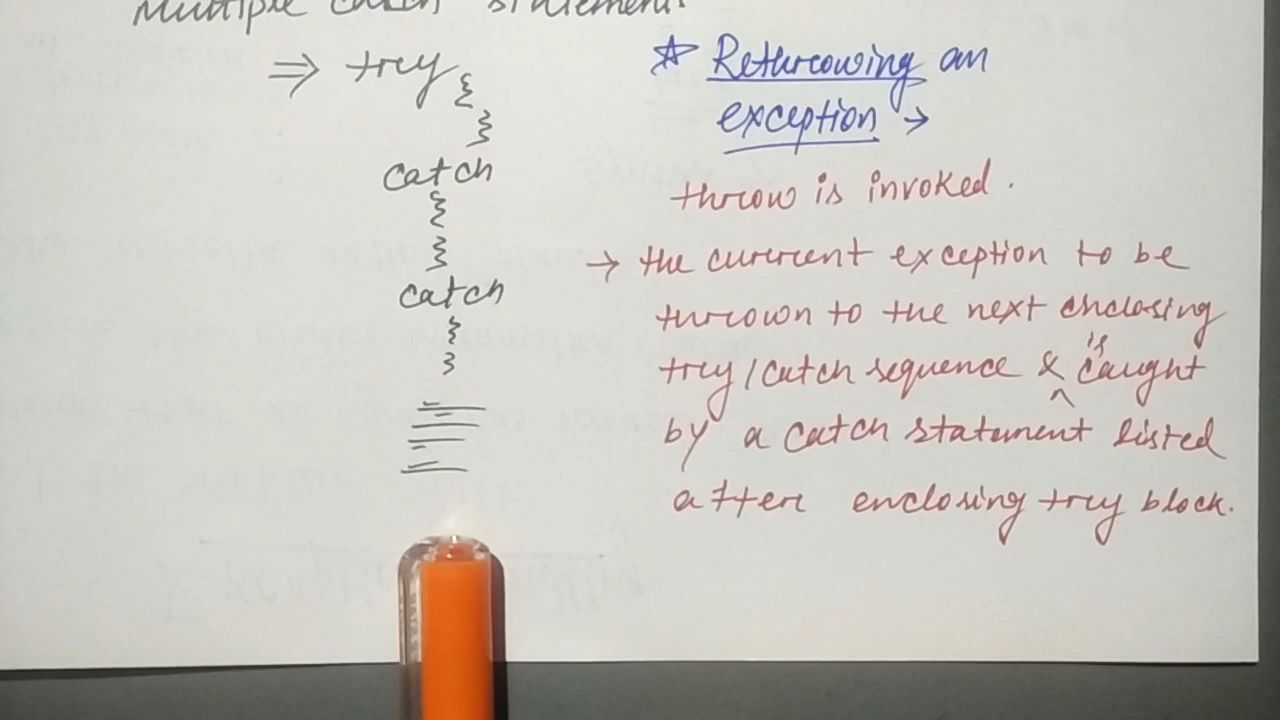 Multiple catch statement
⇒ try {
}
catch
{
}
catch
{
}
* Rethrowing an
exception →
throw is invoked.
→ the current exception to be
thrown to the next enclosing
try/catch sequence & is caught
by a catch statement listed
after enclosing try block.